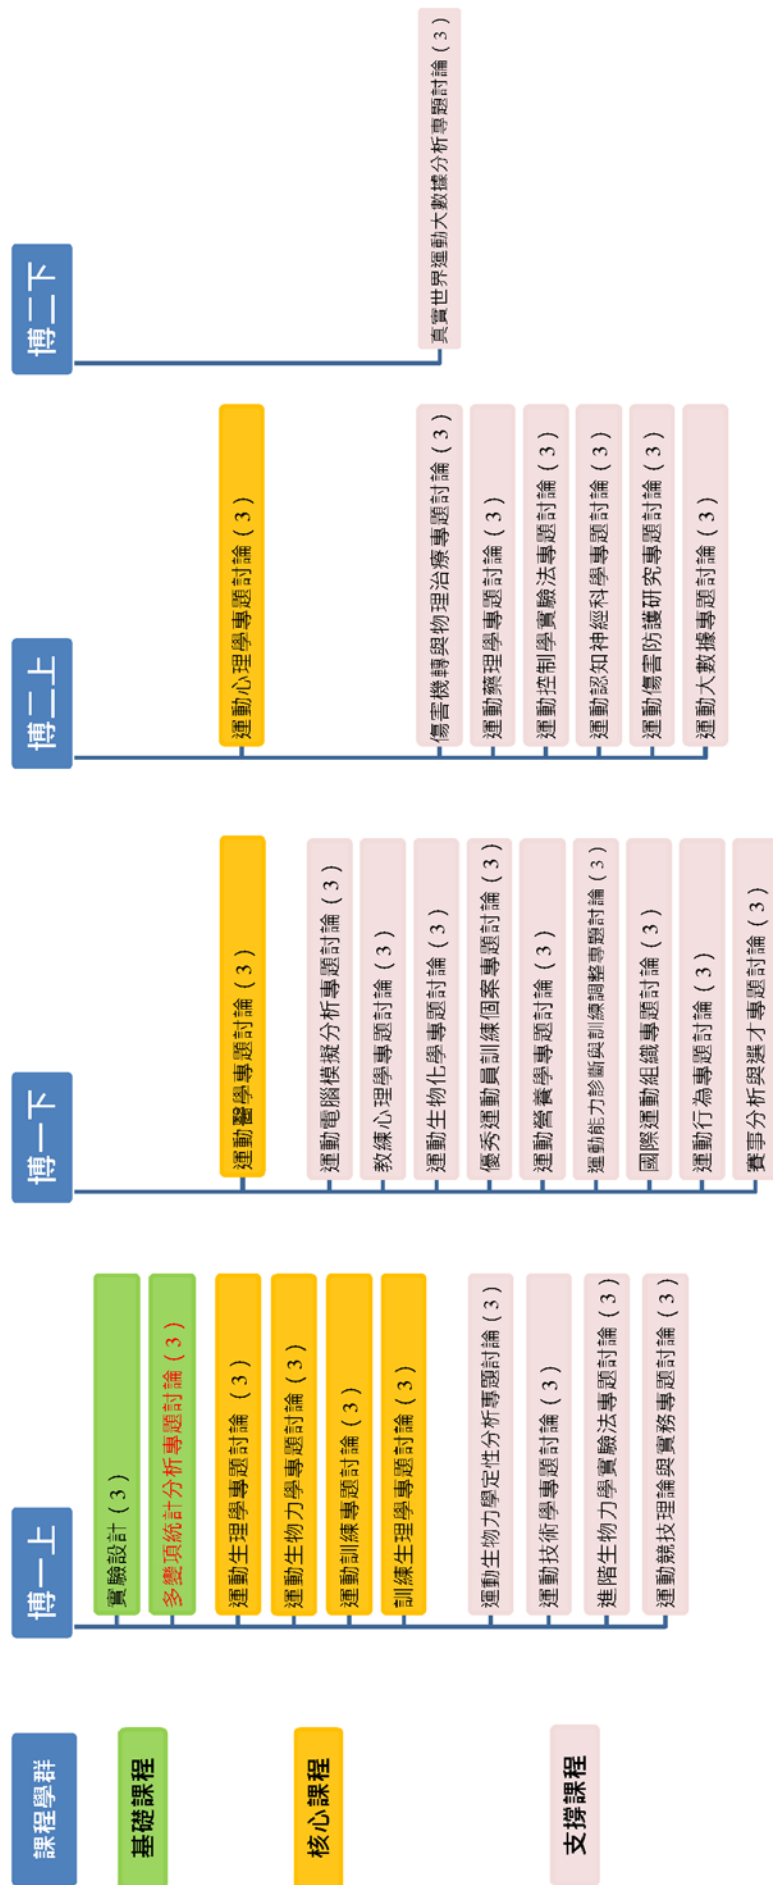 課程學群
基礎課程
核心課程
支撐課程
博一上
實驗設計（3）
多變項統計分析專題討論（3）
運動生理學專題討論（3）
運動生物力學專題討論（3）
運動訓練專題討論（3）
訓練生理學專題討論（3）
運動生物力學定性分析專題討論（3）
運動技術學專題討論（3）
進階生物力學實驗法專題討論（3）
運動競技理論與實務專題討論（3）
博一下
運動醫學專題討論（3）
運動電腦模擬分析專題討論（3）
教練心理學專題討論（3）
運動生物化學專題討論（3）
優秀運動員訓練個案專題討論（3）
運動營養學專題討論（3）
運動能力診斷與訓練調整專題討論（3）
國際運動組織專題討論（3）
運動行為專題討論（3）
賽事分析與選才專題討論（3）
博二上
運動心理學專題討論（3）
傷害機轉與物理治療專題討論（3）
運動藥理學專題討論（3）
運動控制學實驗法專題討論（3）
運動認知神經科學專題討論（3）
運動傷害防護研究專題討論（3）
運動大數據專題討論（3）
博二下
真實世界運動大數據分析專題討論（3）